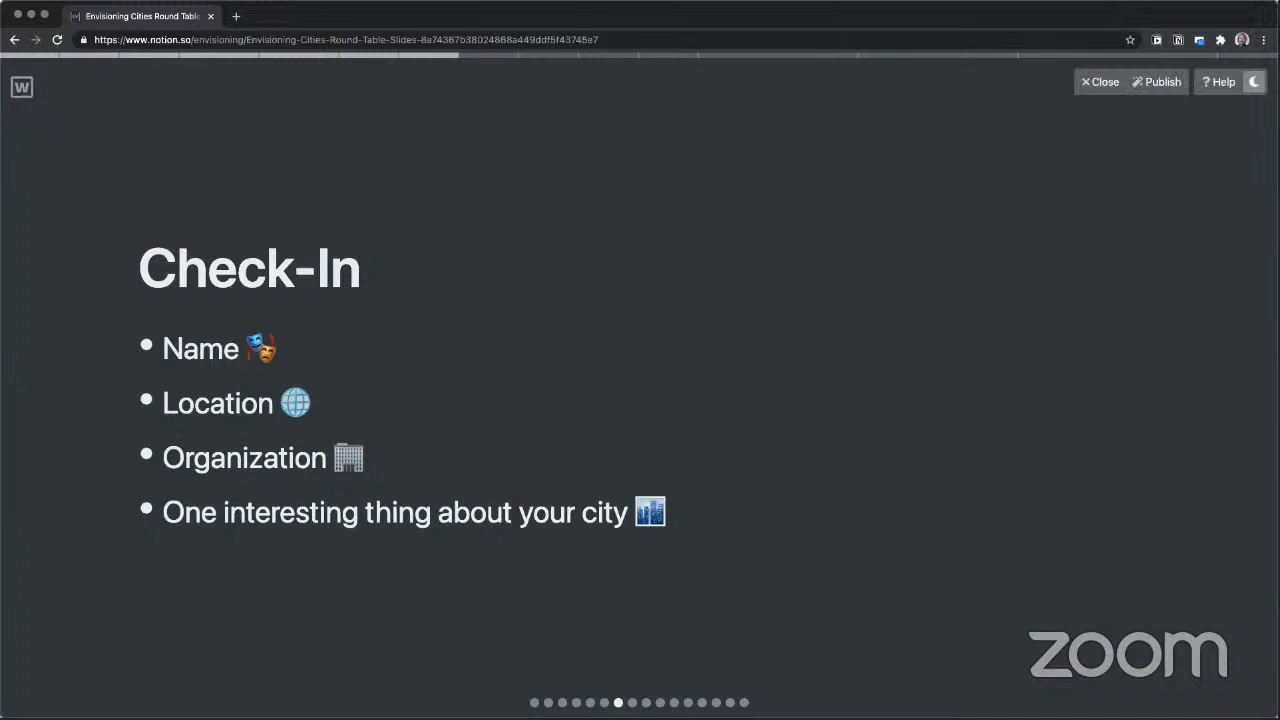 Envisioning Cities Round Table
https://www.notion.so/envisioning/Envisioning-Cities-Round-Table-Slides-8a74367b38024868a449ddf5f43745e7
W
Close Publish ? Help
Check-In
• Name 🎭
• Location 🌐
• Organization 🏢
• One interesting thing about your city 🏙️
zoom